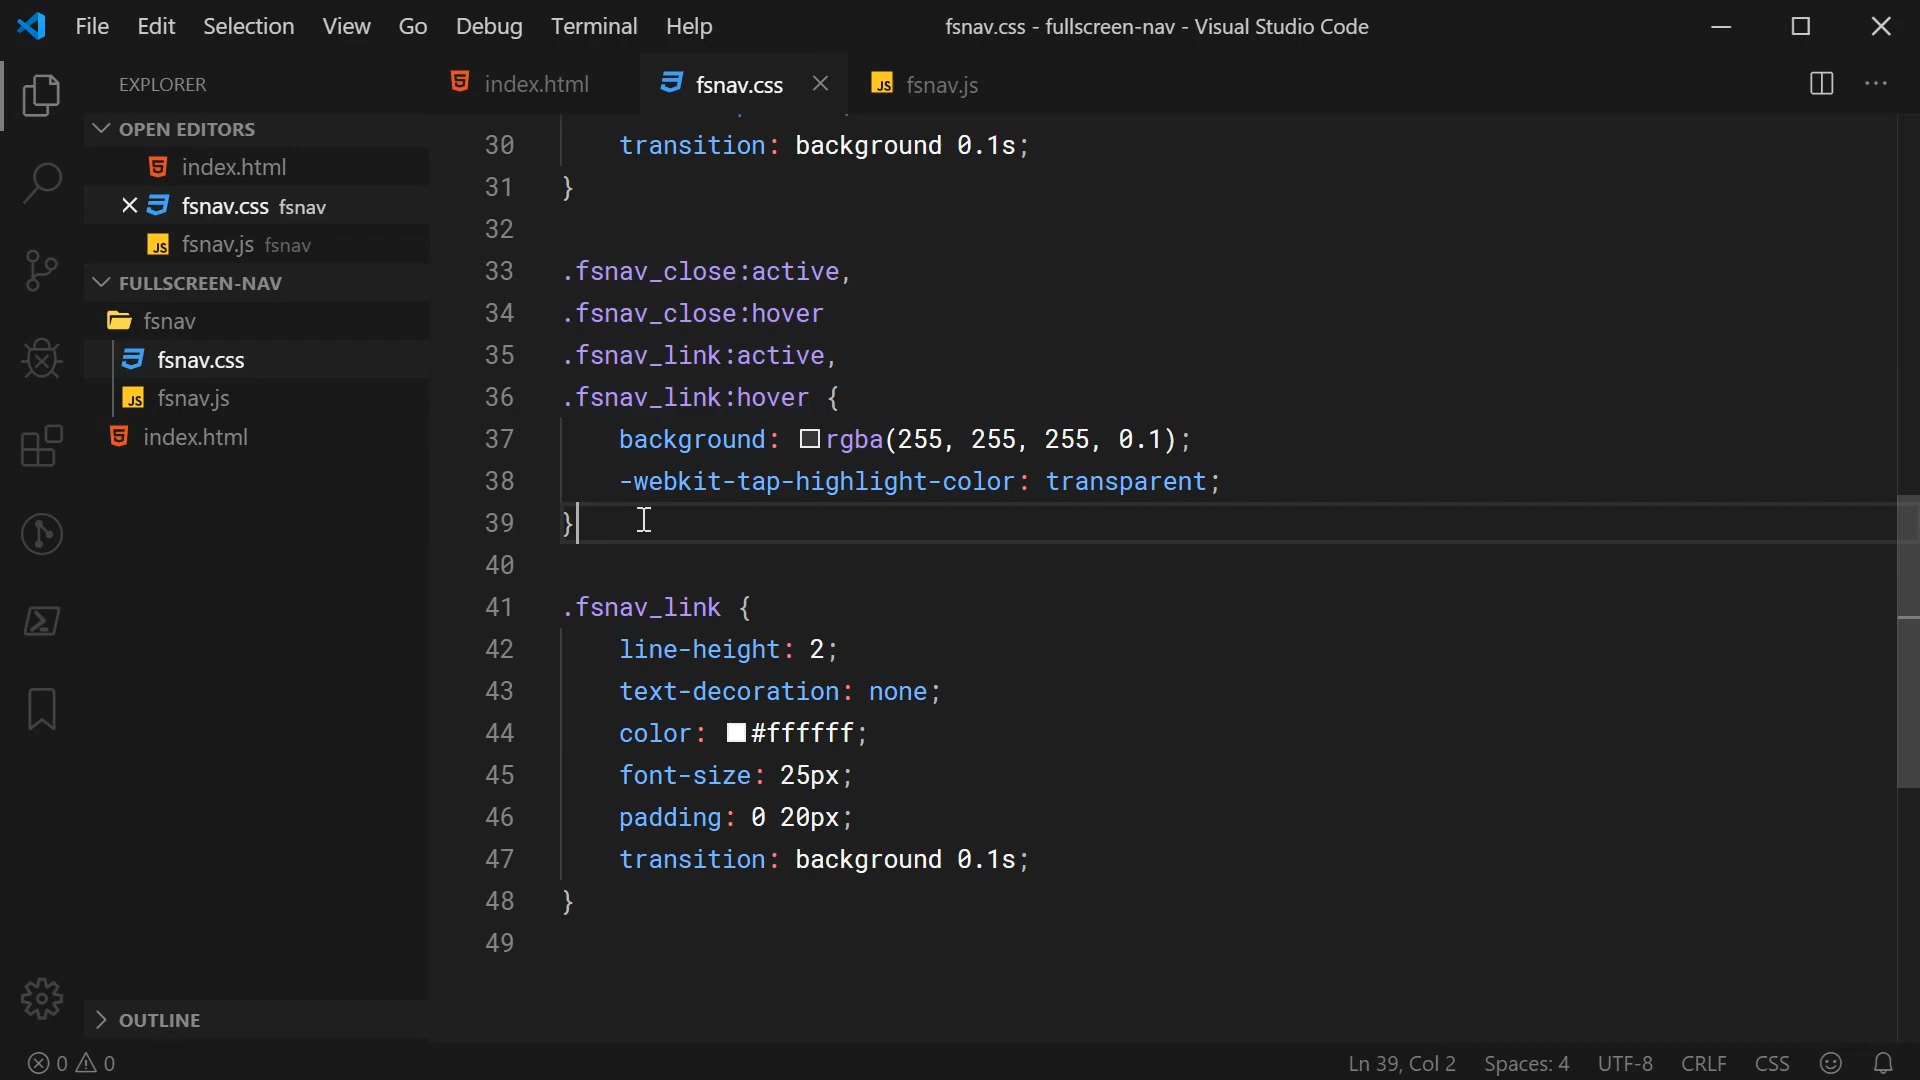 File Edit Selection View Go Debug Terminal Help fsnav.css - fullscreen-nav - Visual Studio Code
EXPLORER
OPEN EDITORS
index.html
fsnav.css fsnav
JS fsnav.js fsnav
FULLSCREEN-NAV
fsnav
fsnav.css
JS fsnav.js
index.html
OUTLINE
index.html fsnav.css JS fsnav.js
30 transition: background 0.1s;
31 }
32
33 .fsnav_close:active,
34 .fsnav_close:hover
35 .fsnav_link:active,
36 .fsnav_link:hover {
37 background: rgba(255, 255, 255, 0.1);
38 -webkit-tap-highlight-color: transparent;
39 }
40
41 .fsnav_link {
42 line-height: 2;
43 text-decoration: none;
44 color: #ffffff;
45 font-size: 25px;
46 padding: 0 20px;
47 transition: background 0.1s;
48 }
49
0 0 Ln 39, Col 2 Spaces: 4 UTF-8 CRLF CSS